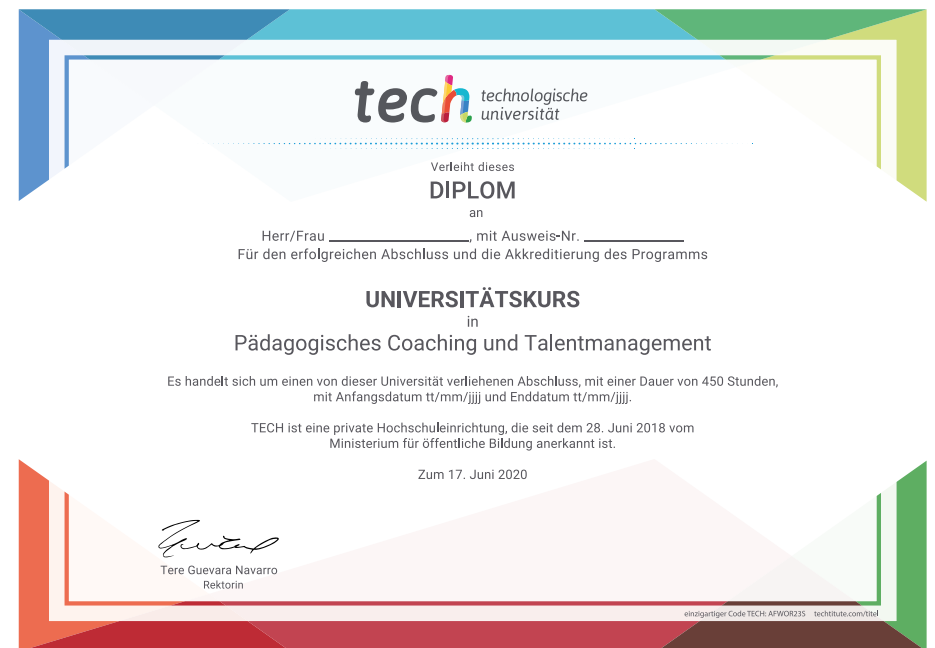 tech technologische
universität
Verleiht dieses
DIPLOM
an
Herr/Frau ____________________, mit Ausweis-Nr. ______________
Für den erfolgreichen Abschluss und die Akkreditierung des Programms
UNIVERSITÄTSKURS
in
Pädagogisches Coaching und Talentmanagement
Es handelt sich um einen von dieser Universität verliehenen Abschluss, mit einer Dauer von 450 Stunden,
mit Anfangsdatum tt/mm/jjjj und Enddatum tt/mm/jjjj.
TECH ist eine private Hochschuleinrichtung, die seit dem 28. Juni 2018 vom
Ministerium für öffentliche Bildung anerkannt ist.
Zum 17. Juni 2020
Tere Guevara Navarro
Rektorin
einzigartiger Code TECH: AFWOR23S techtitute.com/titel